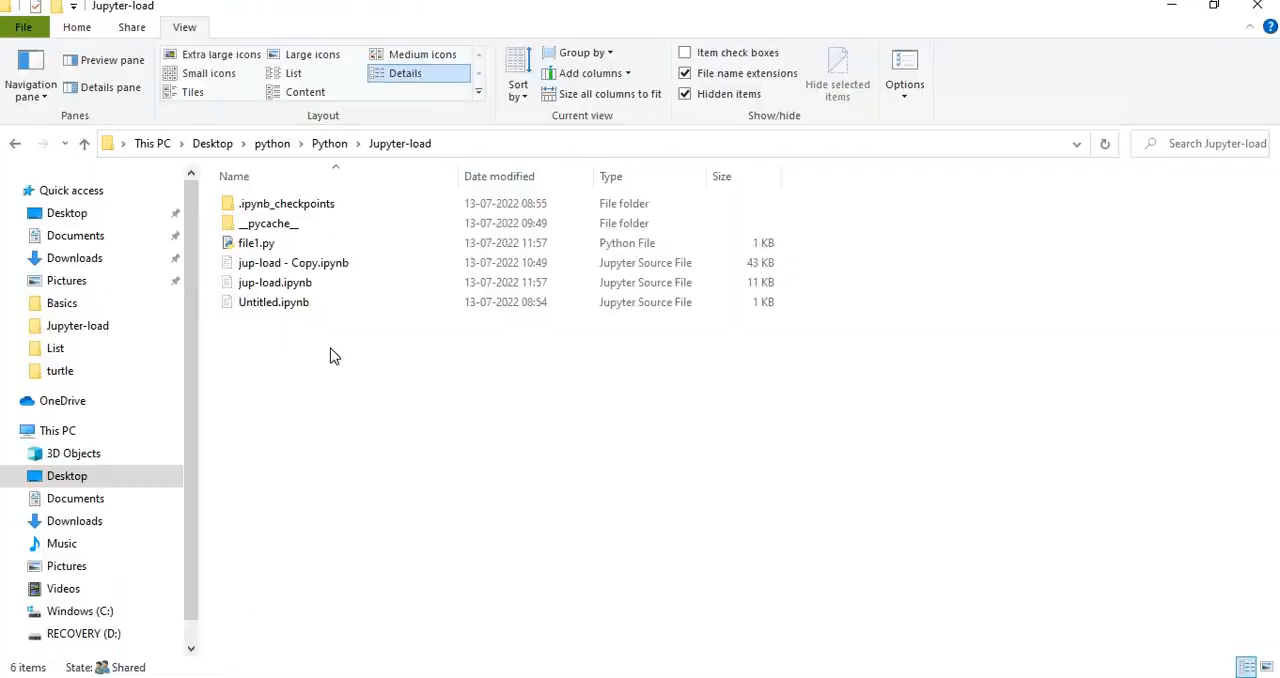 Jupyter-load
File Home Share View
Navigation pane
Preview pane
Details pane
Panes
Extra large icons Large icons Medium icons
Small icons List Details
Tiles Content
Layout
Sort by
Group by
Add columns
Size all columns to fit
Current view
Item check boxes
File name extensions
Hidden items
Hide selected items
Show/hide
Options
This PC > Desktop > python > Python > Jupyter-load
Search Jupyter-load
Name Date modified Type Size
.ipynb_checkpoints 13-07-2022 08:55 File folder
__pycache__ 13-07-2022 09:49 File folder
file1.py 13-07-2022 11:57 Python File 1 KB
jup-load - Copy.ipynb 13-07-2022 10:49 Jupyter Source File 43 KB
jup-load.ipynb 13-07-2022 11:57 Jupyter Source File 11 KB
Untitled.ipynb 13-07-2022 08:54 Jupyter Source File 1 KB
Quick access
Desktop
Documents
Downloads
Pictures
Basics
Jupyter-load
List
turtle
OneDrive
This PC
3D Objects
Desktop
Documents
Downloads
Music
Pictures
Videos
Windows (C:)
RECOVERY (D:)
6 items State: Shared